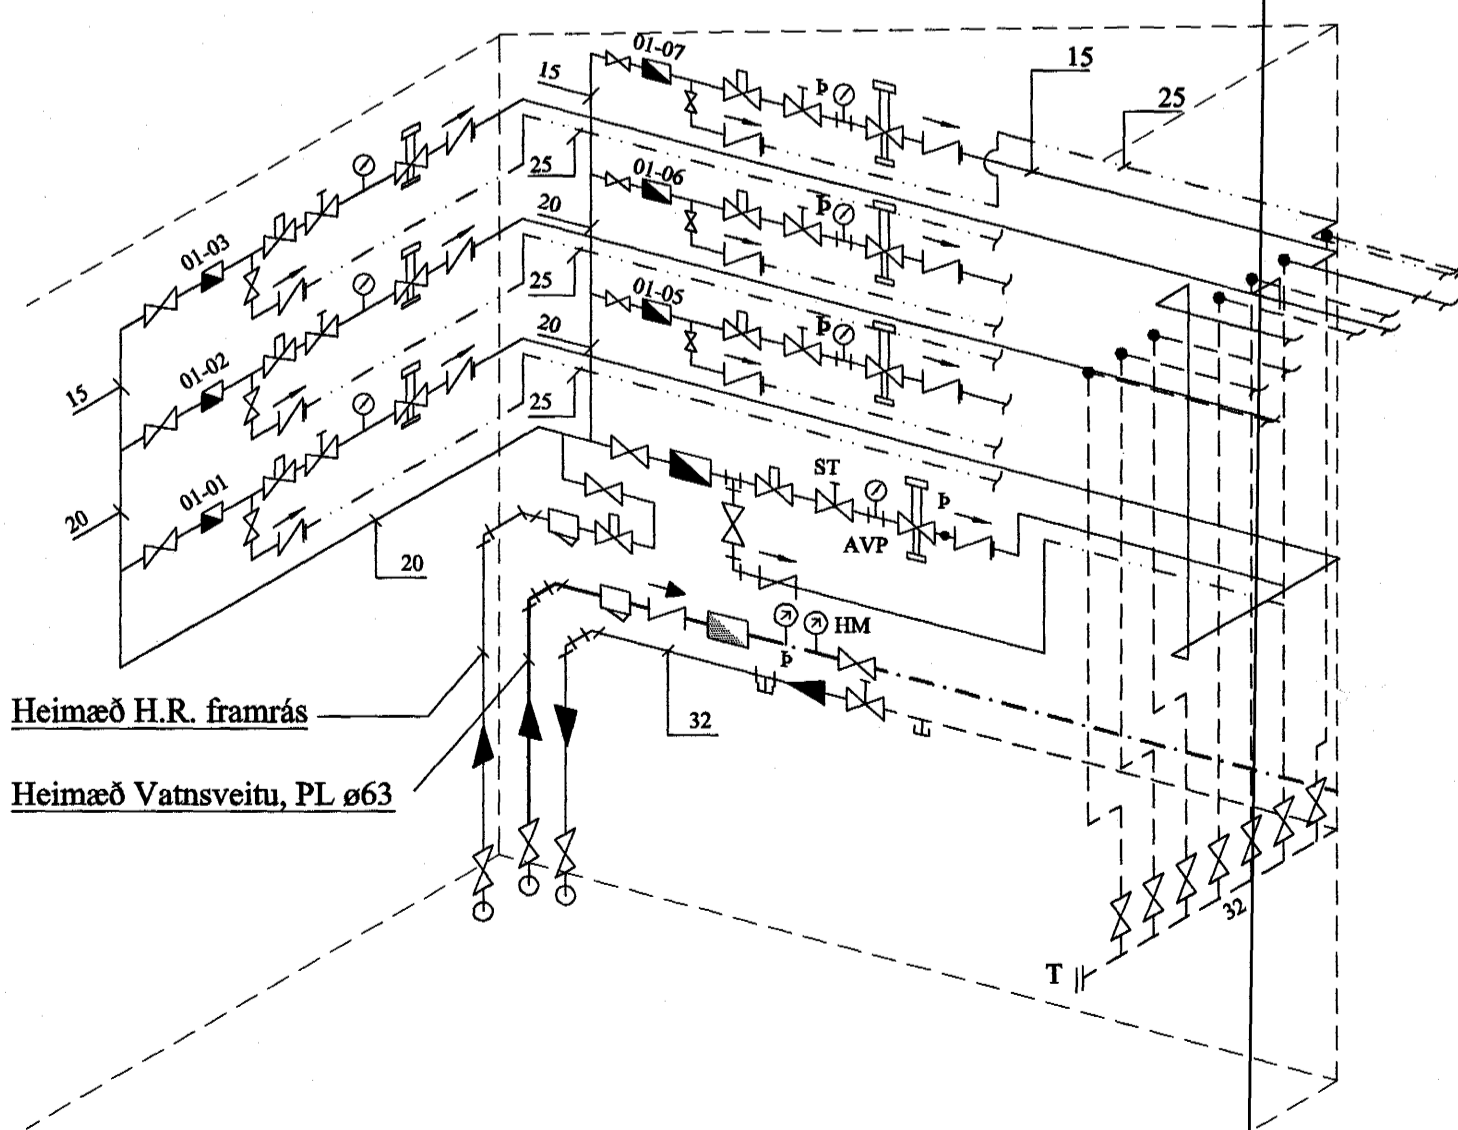 01-07
15
15
25
01-03
25
01-06
Þ
20
Þ
01-02
25
01-05
20
Þ
15
25
01-01
ST
Þ
20
AVP
20
HM
Þ
Heimæð H.R. framrás
32
Heimæð Vatnsveitu, PL ø63
32
T